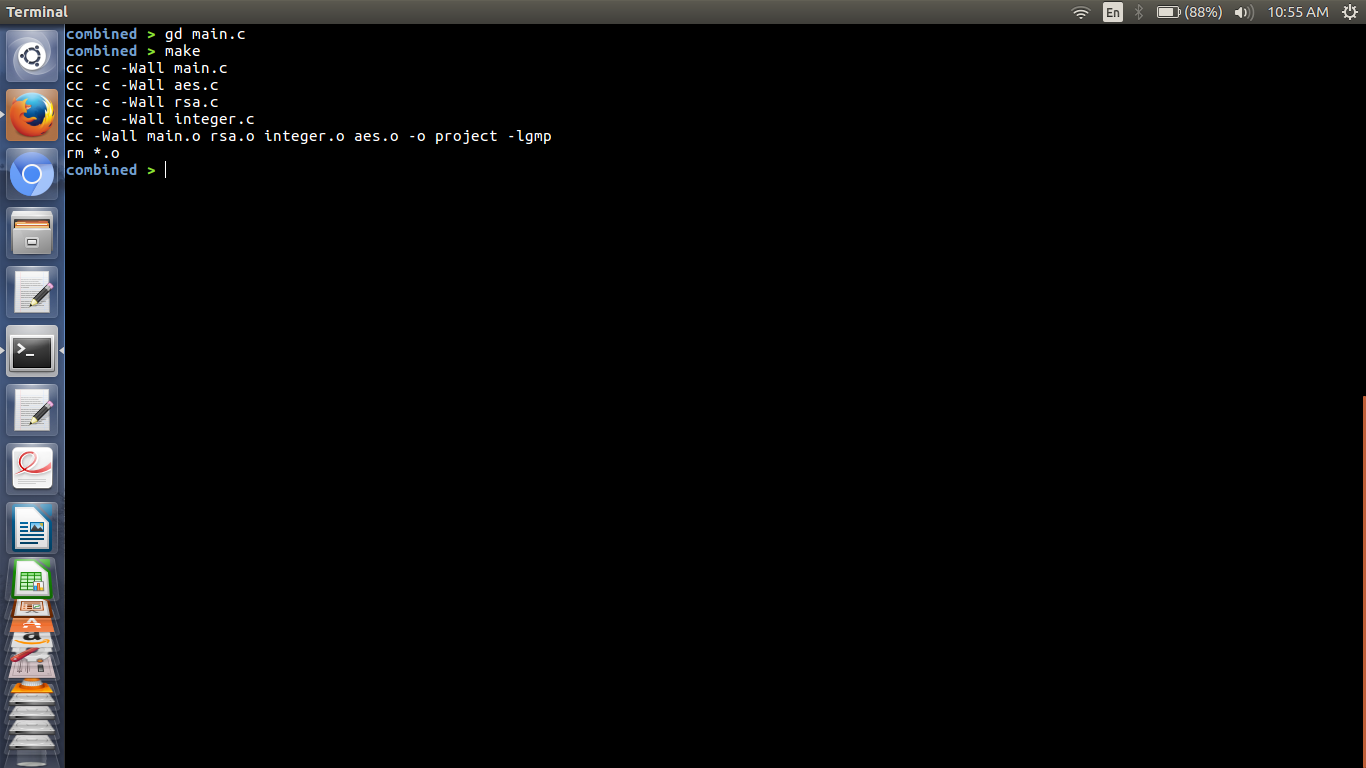 Terminal
En
(88%)
10:55 AM
combined > gd main.c
combined > make
cc -c -Wall main.c
cc -c -Wall aes.c
cc -c -Wall rsa.c
cc -c -Wall integer.c
cc -Wall main.o rsa.o integer.o aes.o -o project -lgmp
rm *.o
combined >
>_
A
a